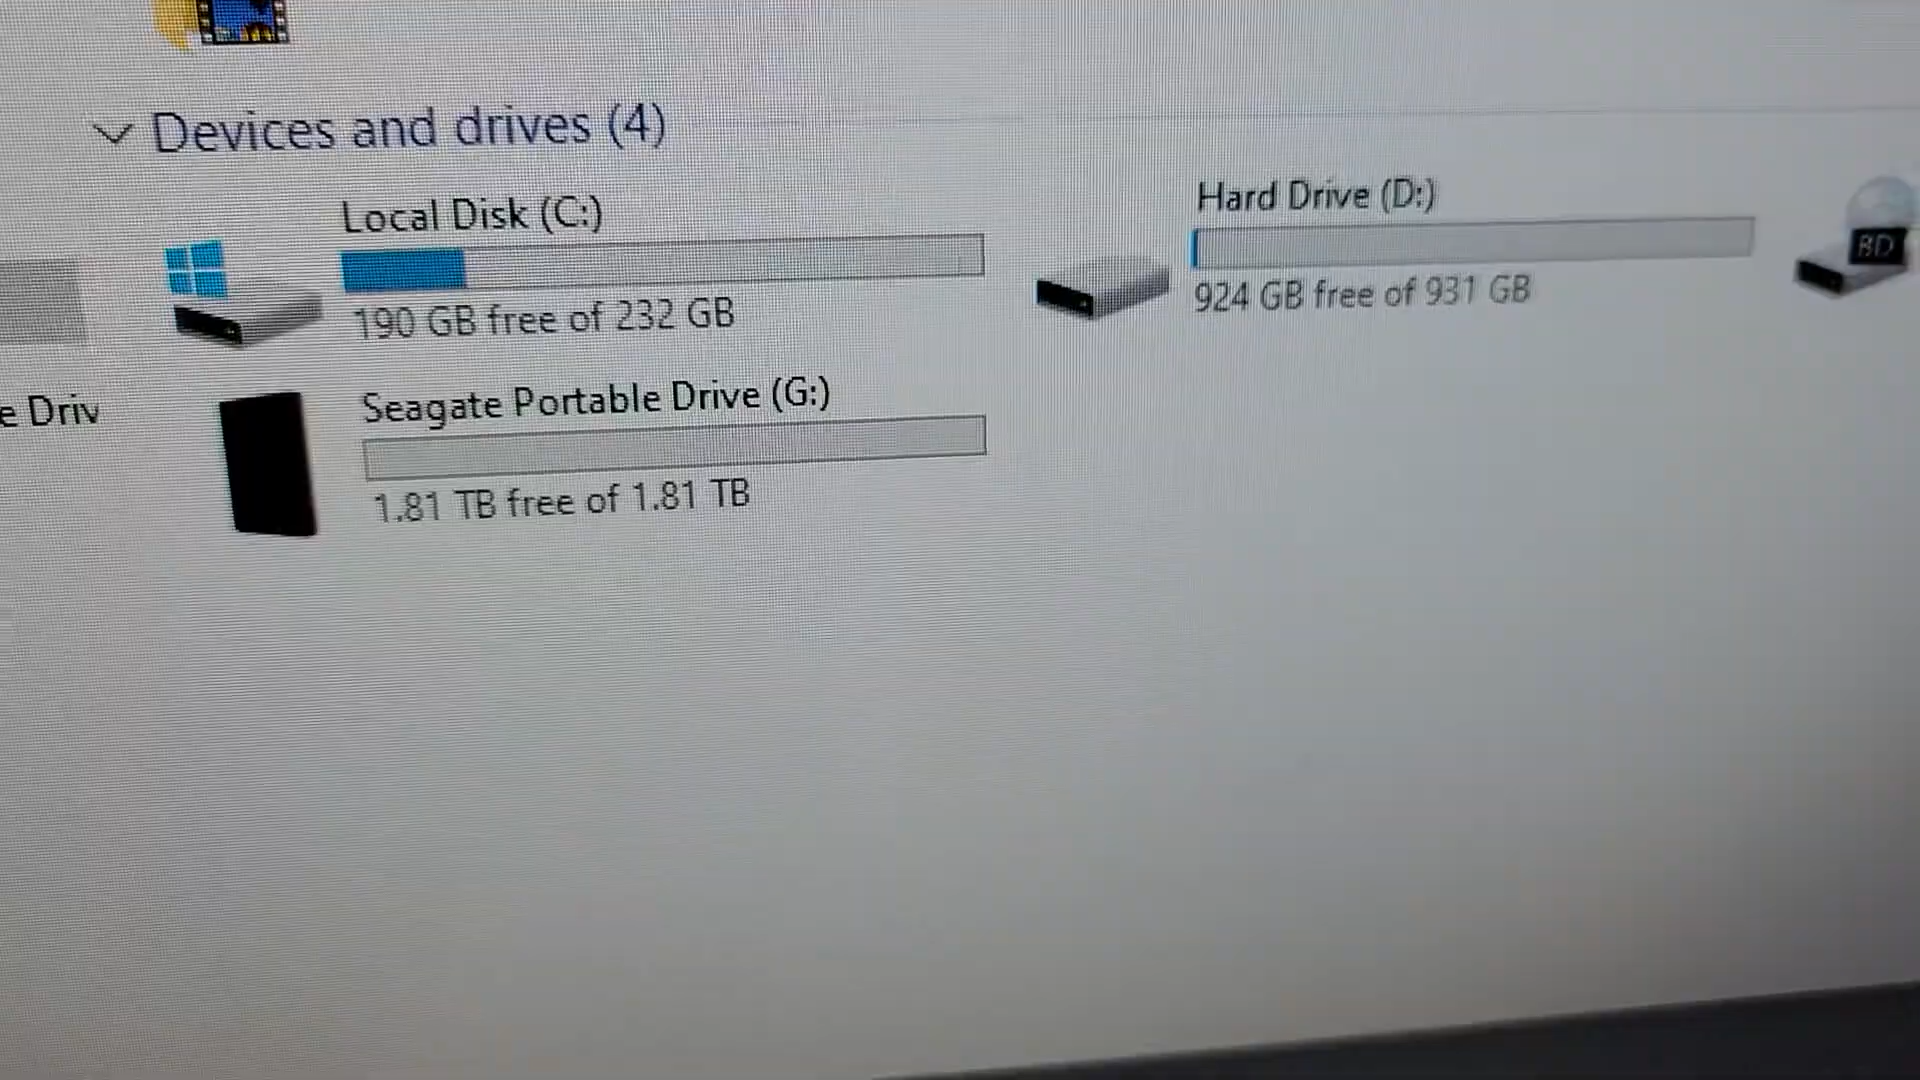 Devices and drives (4)
Local Disk (C:)
190 GB free of 232 GB
Hard Drive (D:)
924 GB free of 931 GB
BD
e Driv
Seagate Portable Drive (G:)
1.81 TB free of 1.81 TB